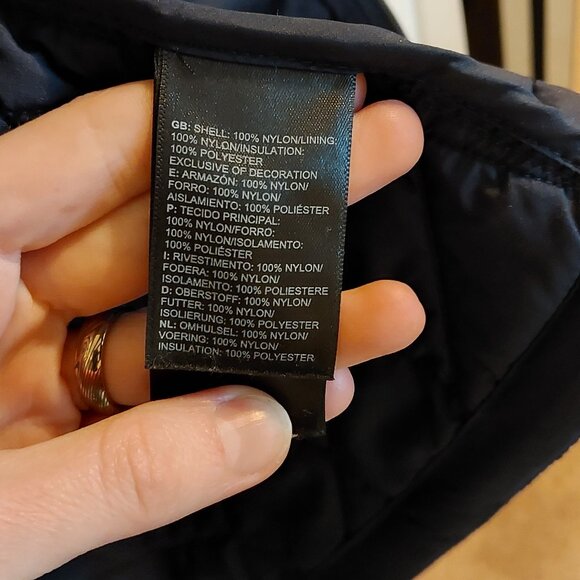 GB: SHELL: 100% NYLON/LINING:
100% NYLON/INSULATION:
100% POLYESTER
EXCLUSIVE OF DECORATION
E: ARMAZÓN: 100% NYLON/
FORRO: 100% NYLON/
AISLAMIENTO: 100% POLIÉSTER
P: TECIDO PRINCIPAL:
100% NYLON/FORRO:
100% NYLON/ISOLAMENTO:
100% POLIÉSTER
I: RIVESTIMENTO: 100% NYLON/
FODERA: 100% NYLON/
ISOLAMENTO: 100% POLIESTERE
D: OBERSTOFF: 100% NYLON/
FUTTER: 100% NYLON/
ISOLIERUNG: 100% POLYESTER
NL: OMHULSEL: 100% NYLON/
VOERING: 100% NYLON/
INSULATION: 100% POLYESTER